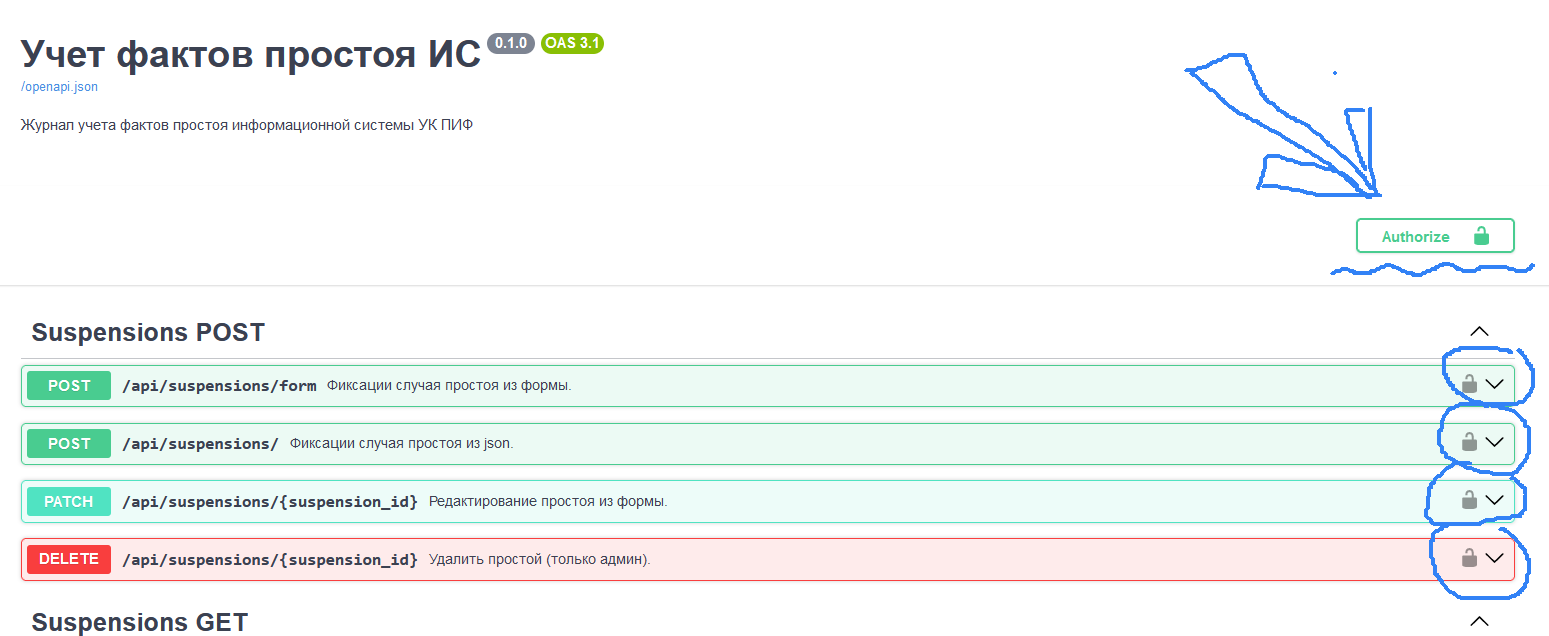 Учет фактов простоя ИС 0.1.0 OAS 3.1
/openapi.json
Журнал учета фактов простоя информационной системы УК ПИФ
Authorize
Suspensions POST
POST /api/suspensions/form Фиксации случая простоя из формы.
POST /api/suspensions/ Фиксации случая простоя из json.
PATCH /api/suspensions/{suspension_id} Редактирование простоя из формы.
DELETE /api/suspensions/{suspension_id} Удалить простой (только админ).
Suspensions GET